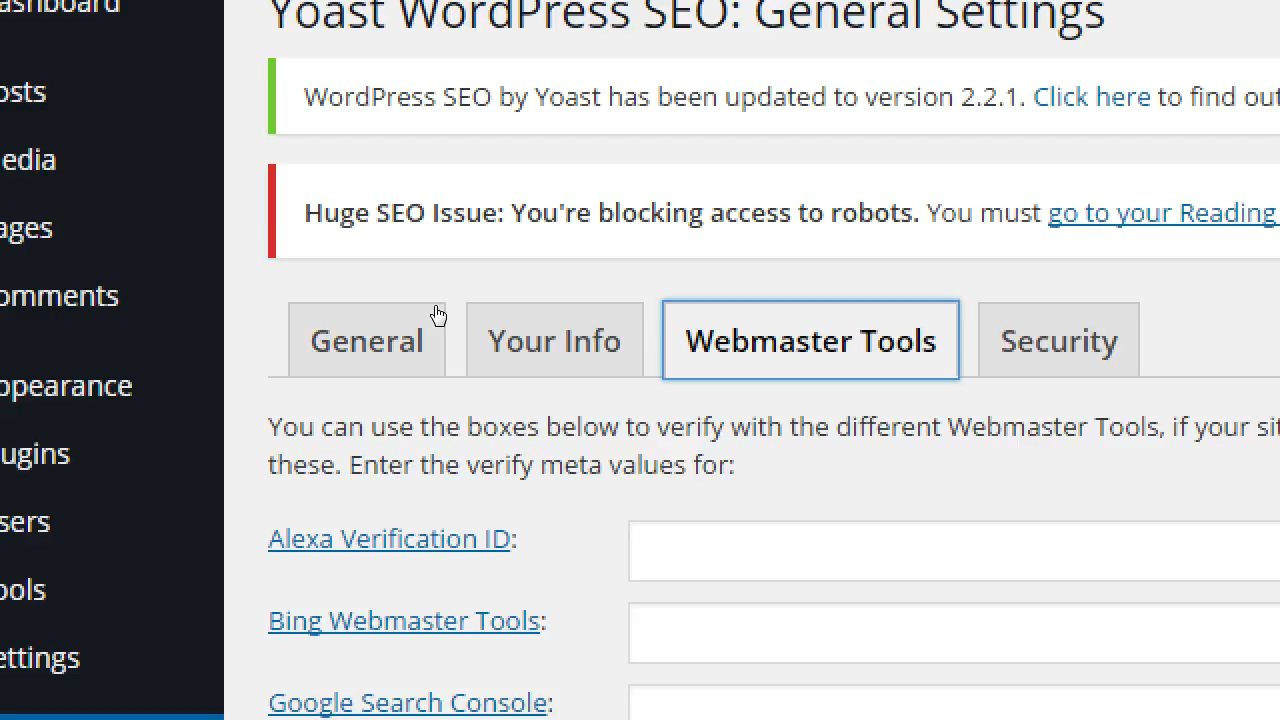 Yoast WordPress SEO: General Settings
WordPress SEO by Yoast has been updated to version 2.2.1. Click here to find out
Huge SEO Issue: You're blocking access to robots. You must go to your Reading
General
Your Info
Webmaster Tools
Security
You can use the boxes below to verify with the different Webmaster Tools, if your sit
these. Enter the verify meta values for:
Alexa Verification ID:
Bing Webmaster Tools:
Google Search Console:
ashboard
osts
edia
ages
omments
ppearance
ugins
sers
ools
ettings